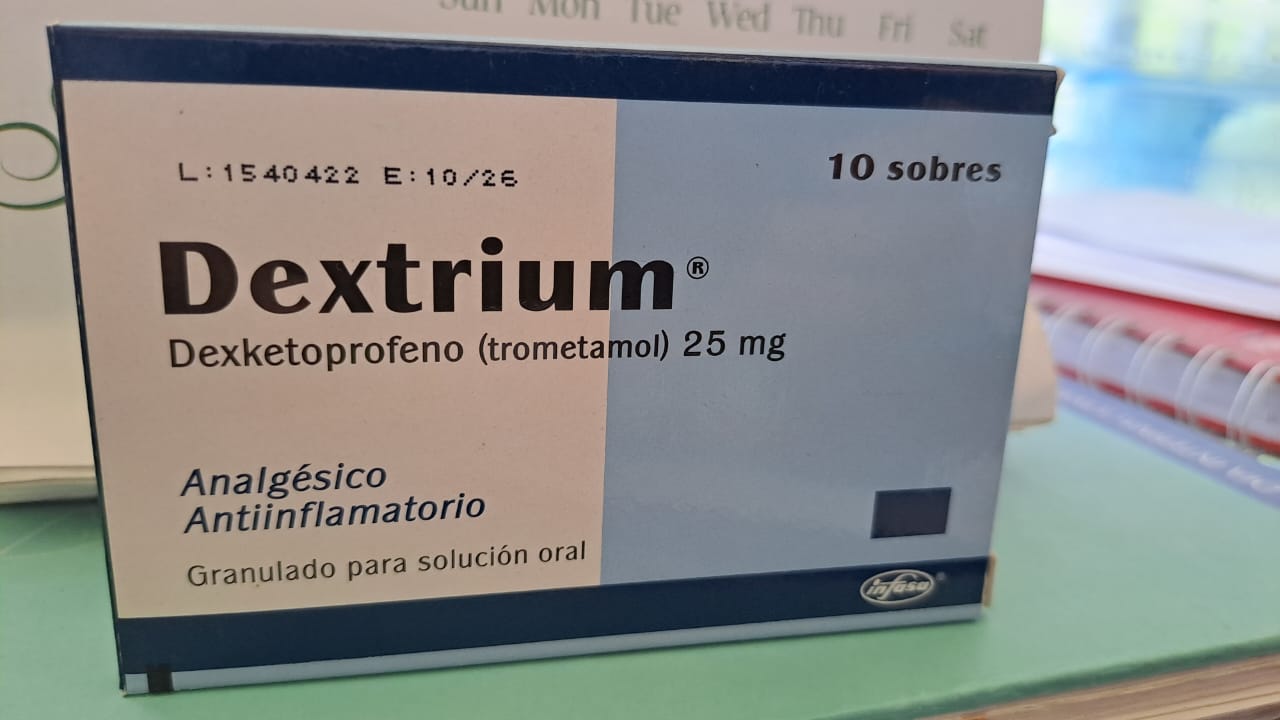 Sun Mon Tue Wed Thu Fri Sat
L:1540422 E:10/26
10 sobres
Dextrium®
Dexketoprofeno (trometamol) 25 mg
Analgésico
Antiinflamatorio
Granulado para solución oral
infasa